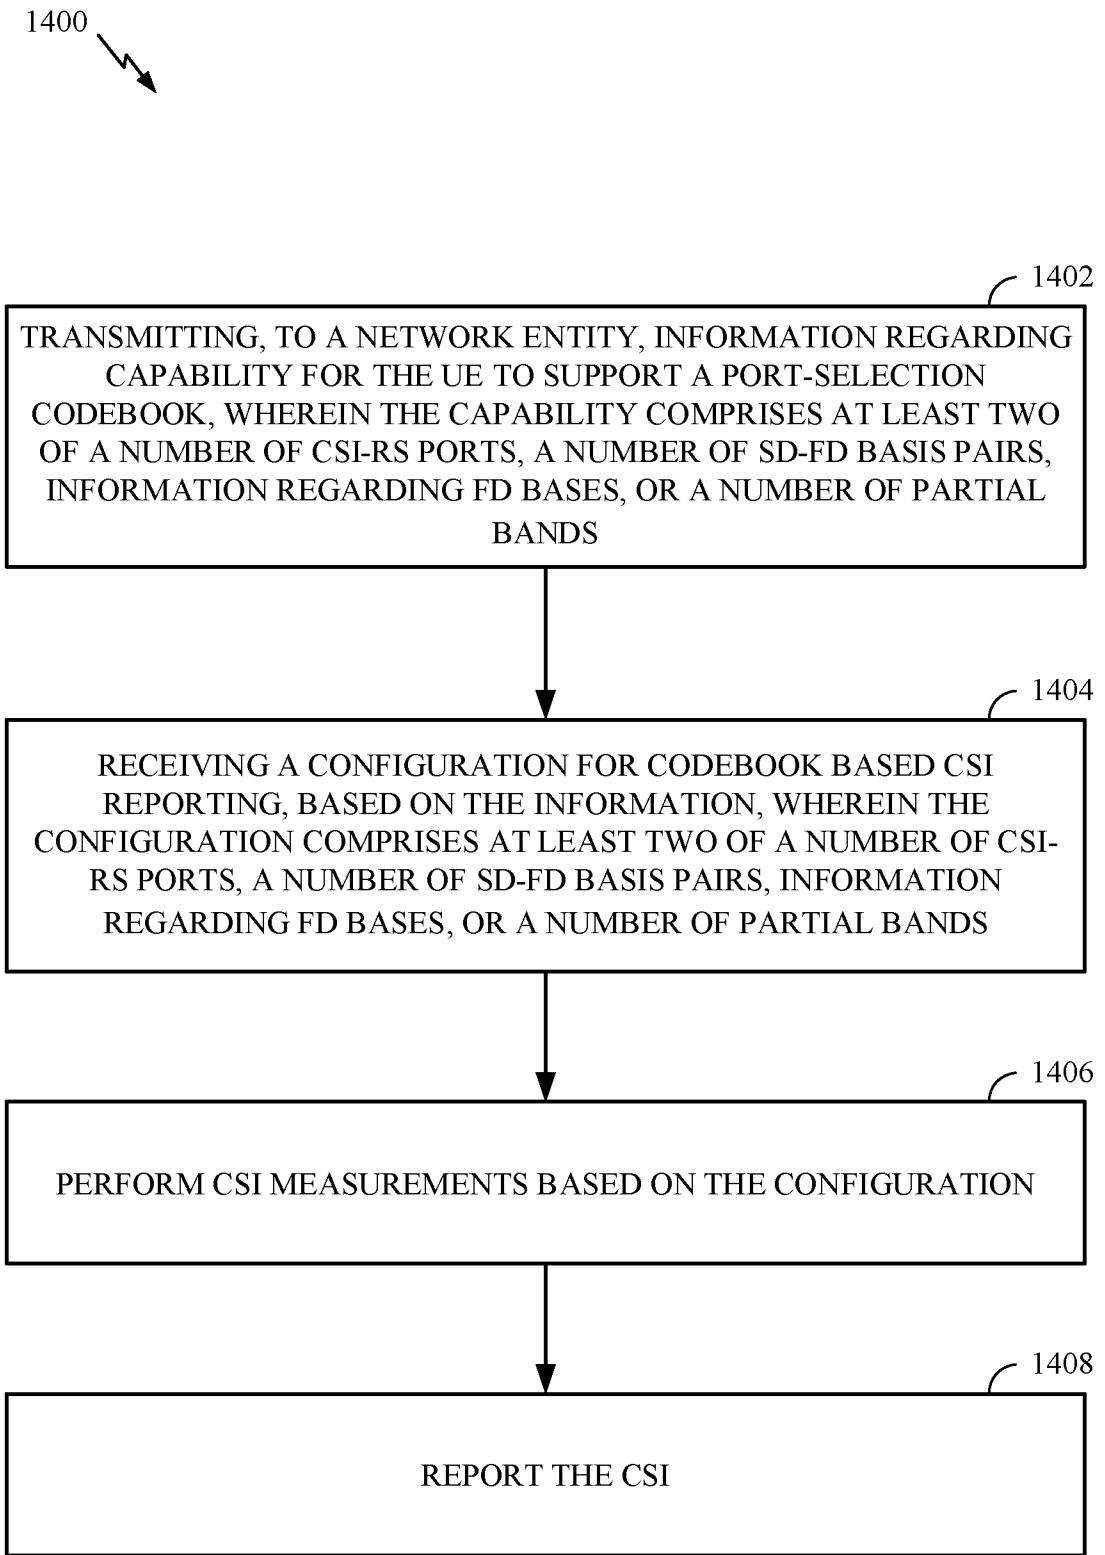 1400
1402
TRANSMITTING, TO A NETWORK ENTITY, INFORMATION REGARDING
CAPABILITY FOR THE UE TO SUPPORT A PORT-SELECTION
CODEBOOK, WHEREIN THE CAPABILITY COMPRISES AT LEAST TWO
OF A NUMBER OF CSI-RS PORTS, A NUMBER OF SD-FD BASIS PAIRS,
INFORMATION REGARDING FD BASES, OR A NUMBER OF PARTIAL
BANDS
1404
RECEIVING A CONFIGURATION FOR CODEBOOK BASED CSI
REPORTING, BASED ON THE INFORMATION, WHEREIN THE
CONFIGURATION COMPRISES AT LEAST TWO OF A NUMBER OF CSI-
RS PORTS, A NUMBER OF SD-FD BASIS PAIRS, INFORMATION
REGARDING FD BASES, OR A NUMBER OF PARTIAL BANDS
1406
PERFORM CSI MEASUREMENTS BASED ON THE CONFIGURATION
1408
REPORT THE CSI